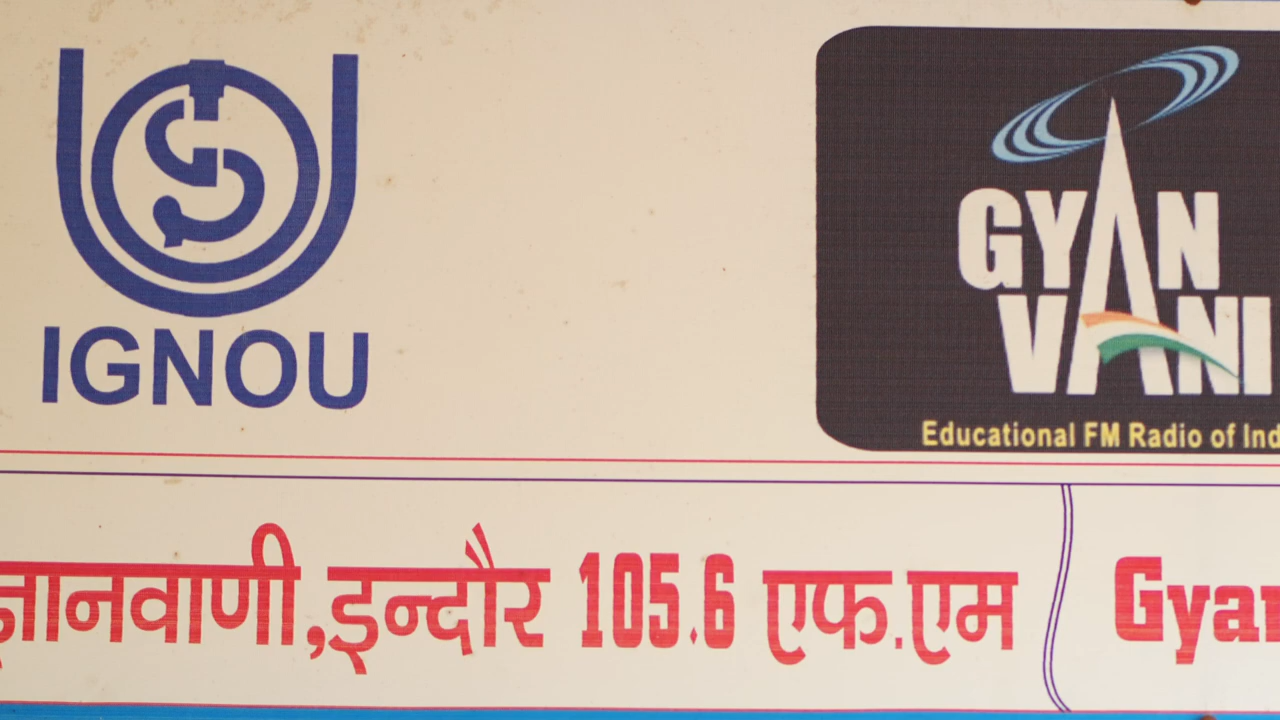 IGNOU
GYAN
VANI
Educational FM Radio of Ind
ज्ञानवाणी,इन्दौर 105.6 एफ.एम
Gyan